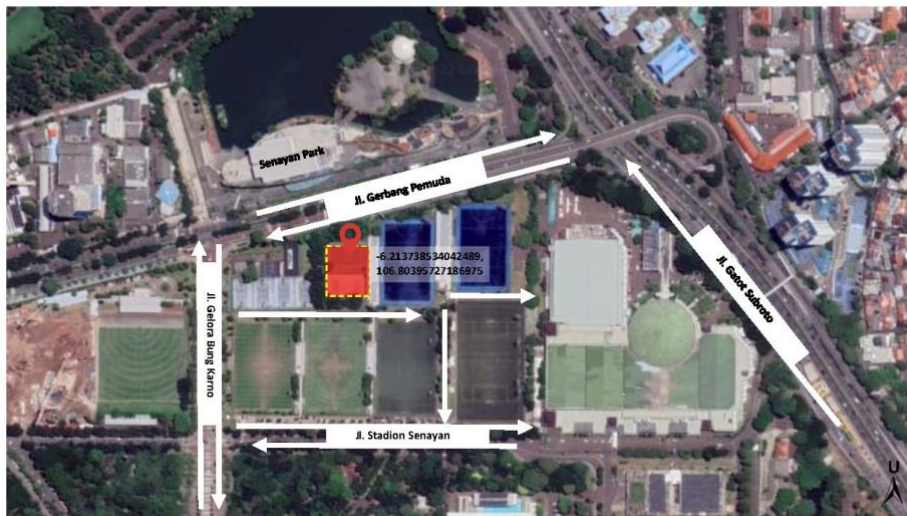 Senayan Park
Jl. Gerbang Pemuda
-6.213738534042489,
106.80395727186975
Jl. Gatot Subroto
Jl. Gelora Bung Karno
Jl. Stadion Senayan
U